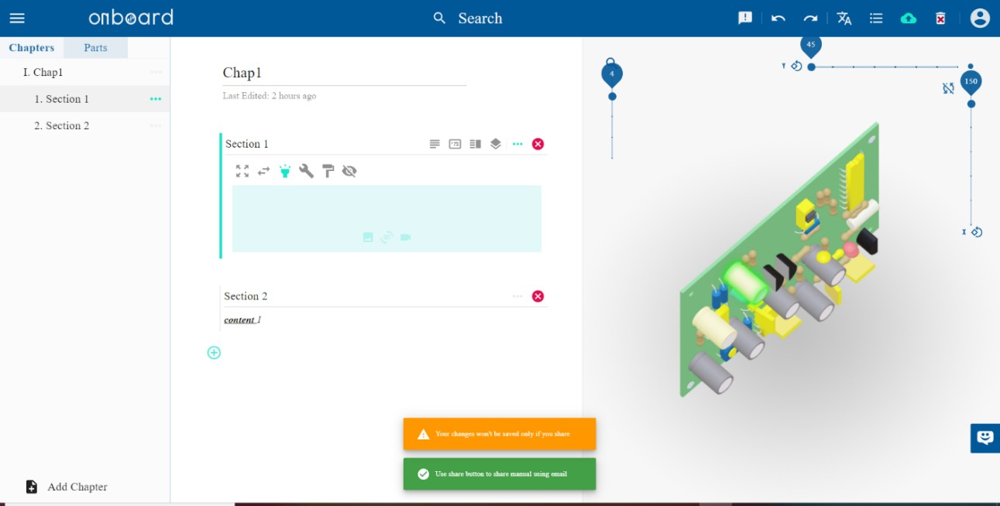 onboard
Search
Chapters
Parts
I. Chap1
1. Section 1
2. Section 2
Add Chapter
Chap1
Last Edited: 2 hours ago
Section 1
Section 2
content 1
4
Y
45
150
X
Your changes won't be saved only if you share
Use share button to share manual using email